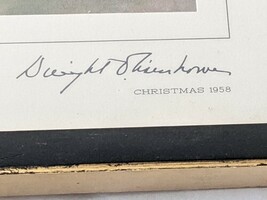 Dwight D. Eisenhower
CHRISTMAS 1958